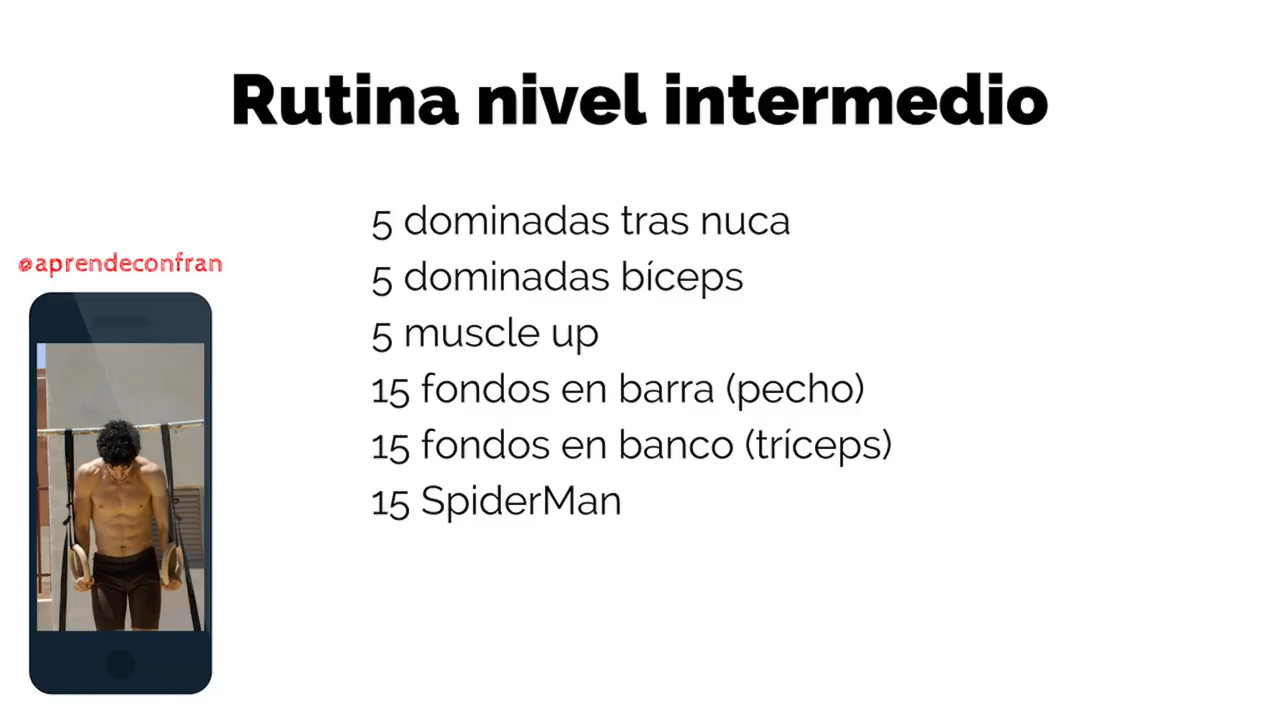 Rutina nivel intermedio
5 dominadas tras nuca
5 dominadas bíceps
5 muscle up
15 fondos en barra (pecho)
15 fondos en banco (tríceps)
15 SpiderMan
@aprendeconfran